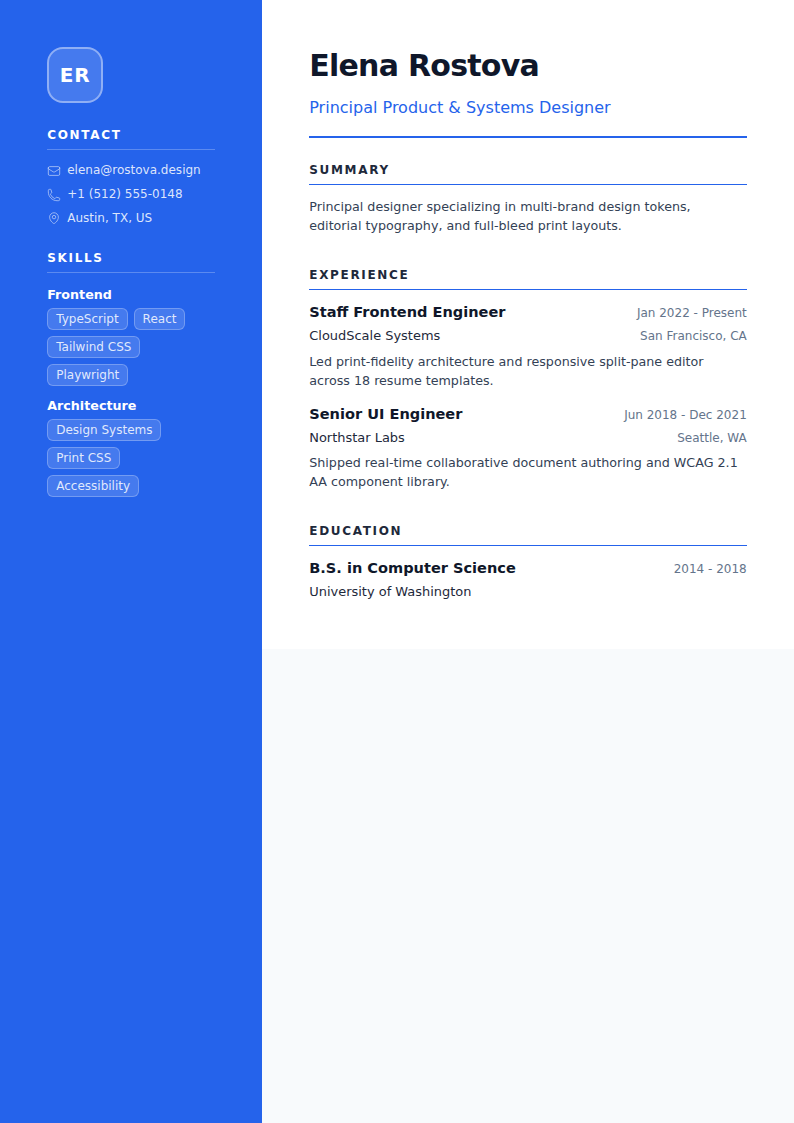 ER
CONTACT
elena@rostova.design
+1 (512) 555-0148
Austin, TX, US
SKILLS
Frontend
TypeScript React
Tailwind CSS
Playwright
Architecture
Design Systems
Print CSS
Accessibility
Elena Rostova
Principal Product & Systems Designer
SUMMARY
Principal designer specializing in multi-brand design tokens,
editorial typography, and full-bleed print layouts.
EXPERIENCE
Staff Frontend Engineer Jan 2022 - Present
CloudScale Systems San Francisco, CA
Led print-fidelity architecture and responsive split-pane editor
across 18 resume templates.
Senior UI Engineer Jun 2018 - Dec 2021
Northstar Labs Seattle, WA
Shipped real-time collaborative document authoring and WCAG 2.1
AA component library.
EDUCATION
B.S. in Computer Science 2014 - 2018
University of Washington